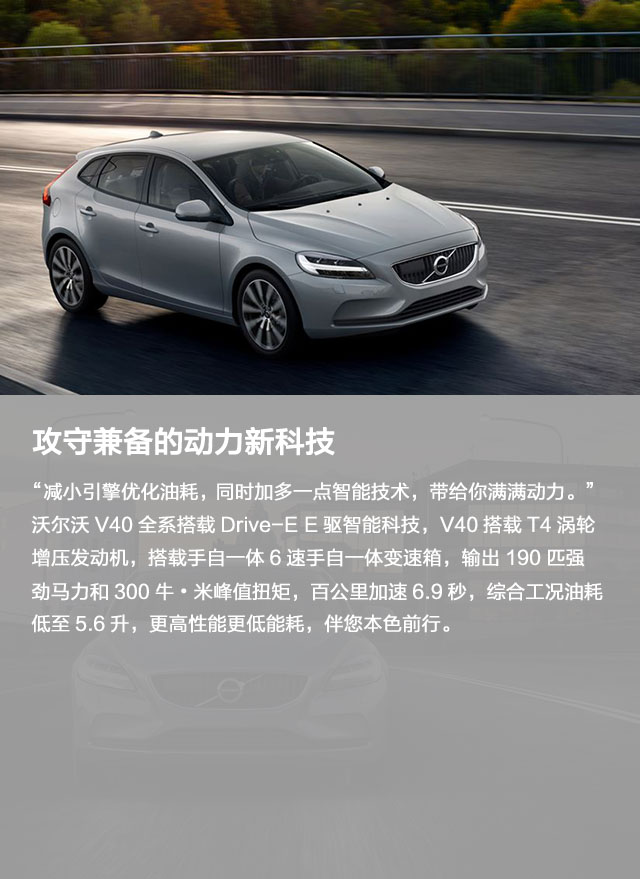 攻守兼备的动力新科技
“减小引擎优化油耗，同时加多一点智能技术，带给你满满动力。”
沃尔沃 V40 全系搭载 Drive-E E 驱智能科技，V40 搭载 T4 涡轮
增压发动机，搭载手自一体 6 速手自一体变速箱，输出 190 匹强
劲马力和 300 牛·米峰值扭矩，百公里加速 6.9 秒，综合工况油耗
低至 5.6 升，更高性能更低能耗，伴您本色前行。